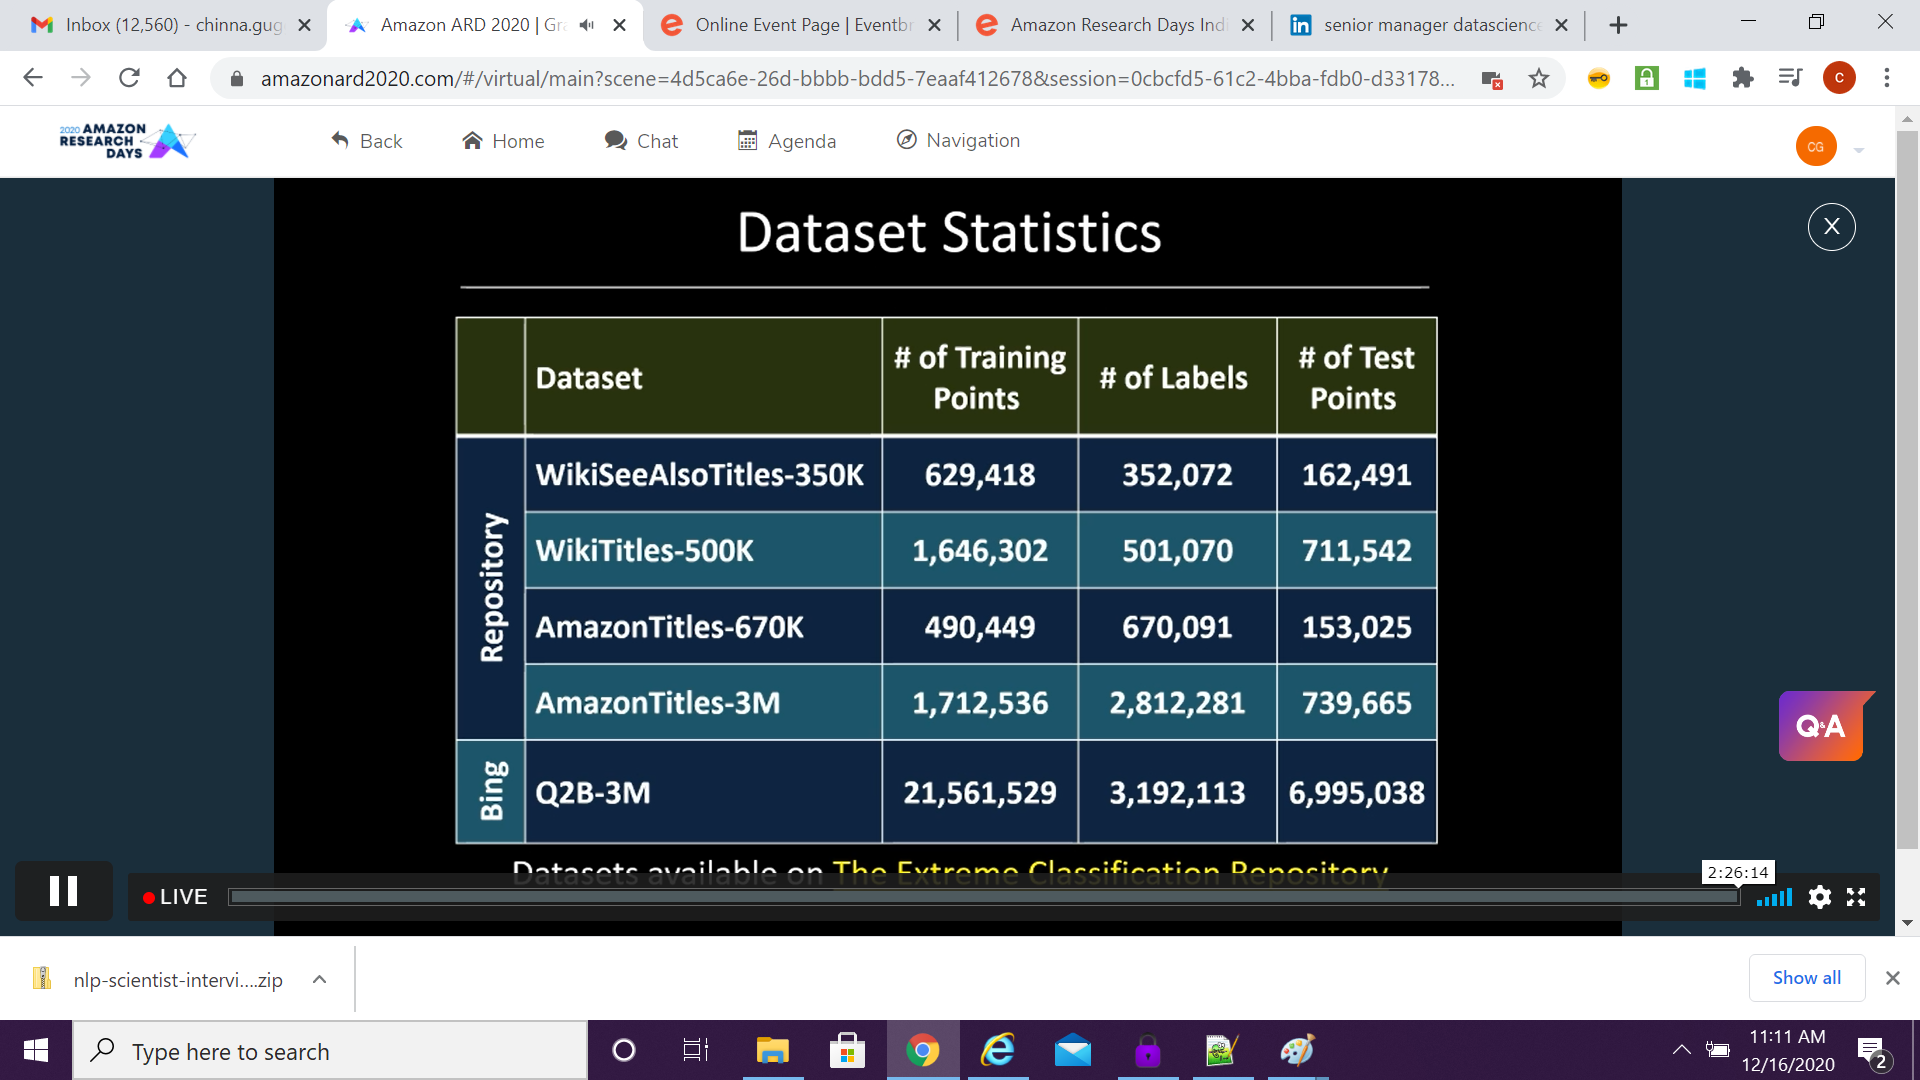 Inbox (12,560) - chinna.gug
Amazon ARD 2020 | Gra
Online Event Page | Eventbr
Amazon Research Days Indi
senior manager datascience
amazonard2020.com/#/virtual/main?scene=4d5ca6e-26d-bbbb-bdd5-7eaaf412678&session=0cbcfd5-61c2-4bba-fdb0-d33178...
C
2020 AMAZON
RESEARCH
DAYS
Back
Home
Chat
Agenda
Navigation
CG
Dataset Statistics
X
Dataset # of Training Points # of Labels # of Test Points
Repository
WikiSeeAlsoTitles-350K 629,418 352,072 162,491
WikiTitles-500K 1,646,302 501,070 711,542
AmazonTitles-670K 490,449 670,091 153,025
AmazonTitles-3M 1,712,536 2,812,281 739,665
Bing
Q2B-3M 21,561,529 3,192,113 6,995,038
Q&A
Datasets available on The Extreme Classification Repository
2:26:14
LIVE
nlp-scientist-intervi....zip
Show all
Type here to search
11:11 AM
12/16/2020
2